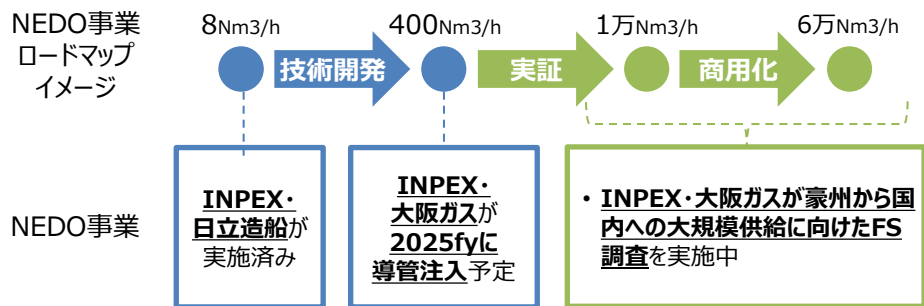 NEDO事業
ロードマップ
イメージ
8Nm3/h
400Nm3/h
1万Nm3/h
6万Nm3/h
技術開発
実証
商用化
NEDO事業
INPEX・
日立造船が
実施済み
INPEX・
大阪ガスが
2025fyに
導管注入予定
• INPEX・大阪ガスが豪州から国
内への大規模供給に向けたFS
調査を実施中